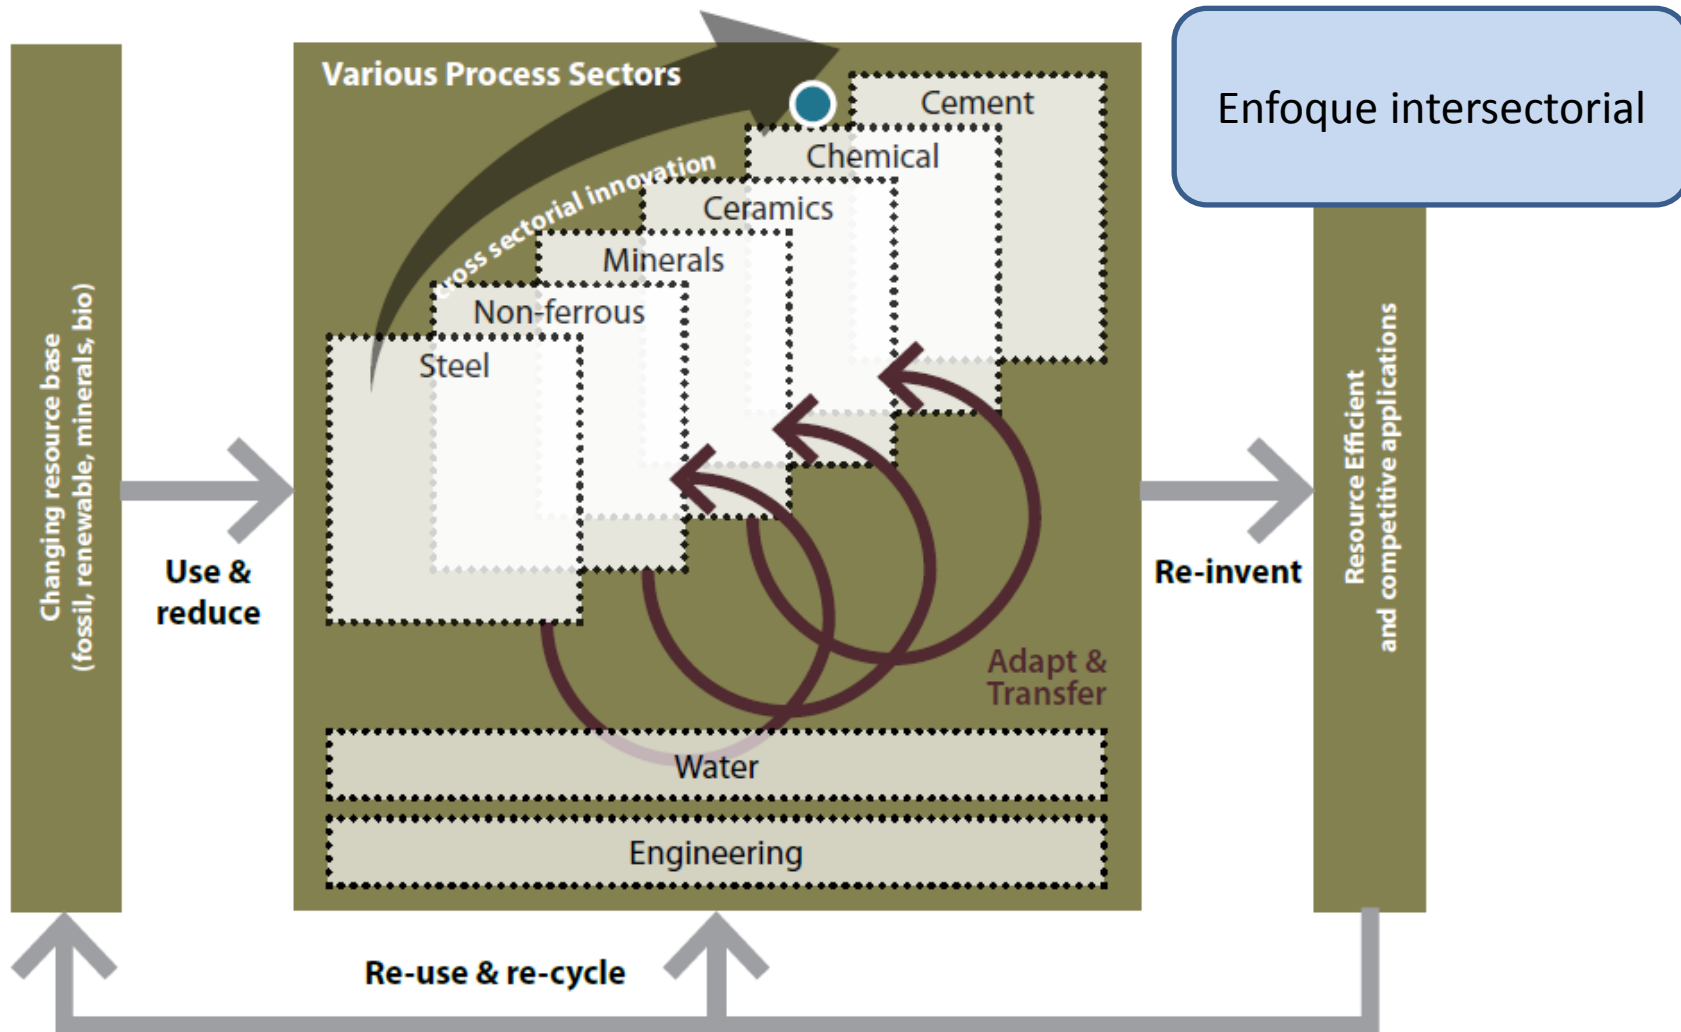 Enfoque intersectorial
Various Process Sectors
cross sectorial innovation
Cement
Chemical
Ceramics
Minerals
Non-ferrous
Steel
Changing resource base
(fossil, renewable, minerals, bio)
Use &
reduce
Adapt &
Transfer
Water
Engineering
Re-invent
Resource Efficient
and competitive applications
Re-use & re-cycle